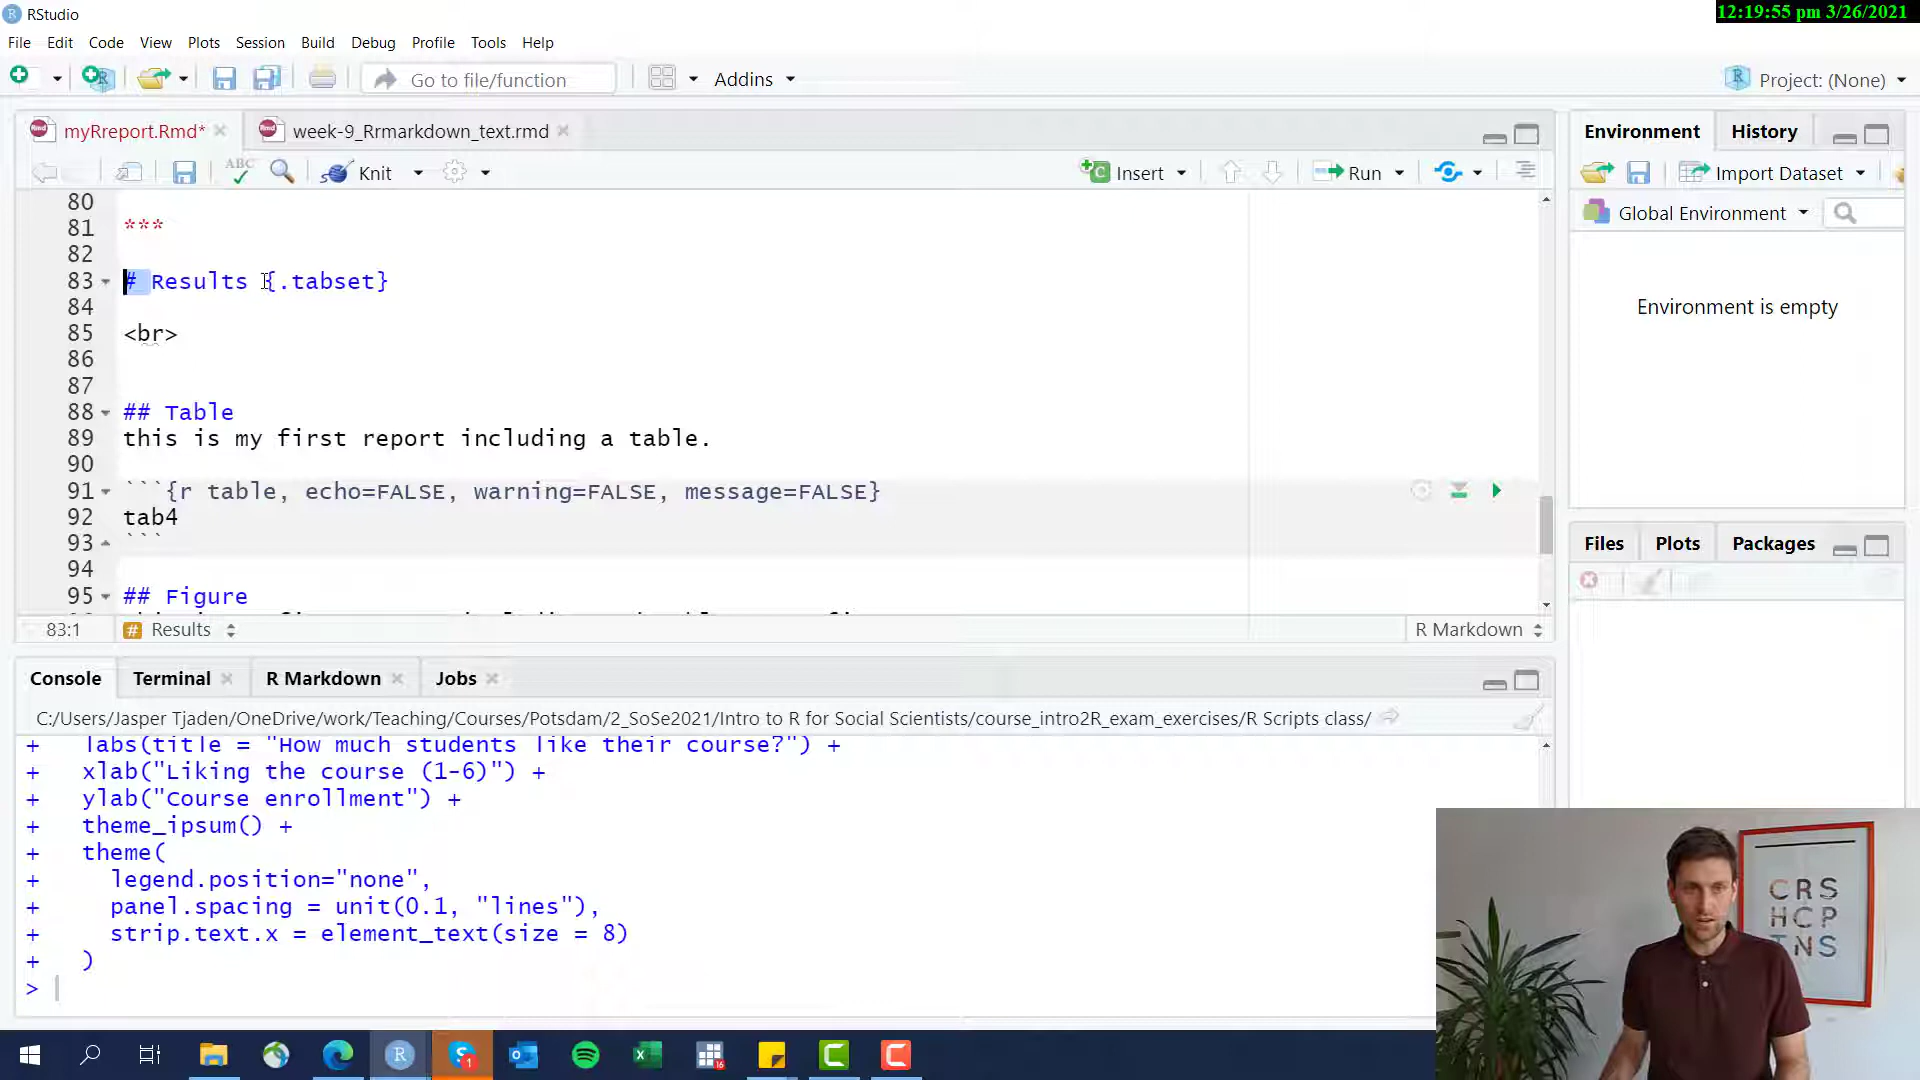 RStudio
12:19:55 pm 3/26/2021
File Edit Code View Plots Session Build Debug Profile Tools Help
Go to file/function
Addins
Project: (None)
myRreport.Rmd*
week-9_Rrmarkdown_text.rmd
Environment History
ABC Knit Insert Run
Import Dataset
Global Environment
80
81 ***
82
83 # Results {.tabset}
84
85 <br>
86
87
88 ## Table
89 this is my first report including a table.
90
91 ```{r table, echo=FALSE, warning=FALSE, message=FALSE}
92 tab4
93 ```
94
95 ## Figure
Environment is empty
83:1 # Results R Markdown
Files Plots Packages
Console Terminal R Markdown Jobs
C:/Users/Jasper Tjaden/OneDrive/work/Teaching/Courses/Potsdam/2_SoSe2021/Intro to R for Social Scientists/course_intro2R_exam_exercises/R Scripts class/
+ labs(title = "How much students like their course?") +
+ xlab("Liking the course (1-6)") +
+ ylab("Course enrollment") +
+ theme_ipsum() +
+ theme(
+ legend.position="none",
+ panel.spacing = unit(0.1, "lines"),
+ strip.text.x = element_text(size = 8)
+ )
>
CRS
HCP
TNS